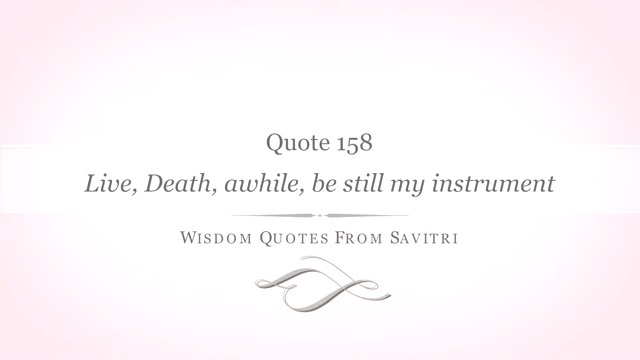 Quote 158
Live, Death, awhile, be still my instrument
Wisdom Quotes From Savitri